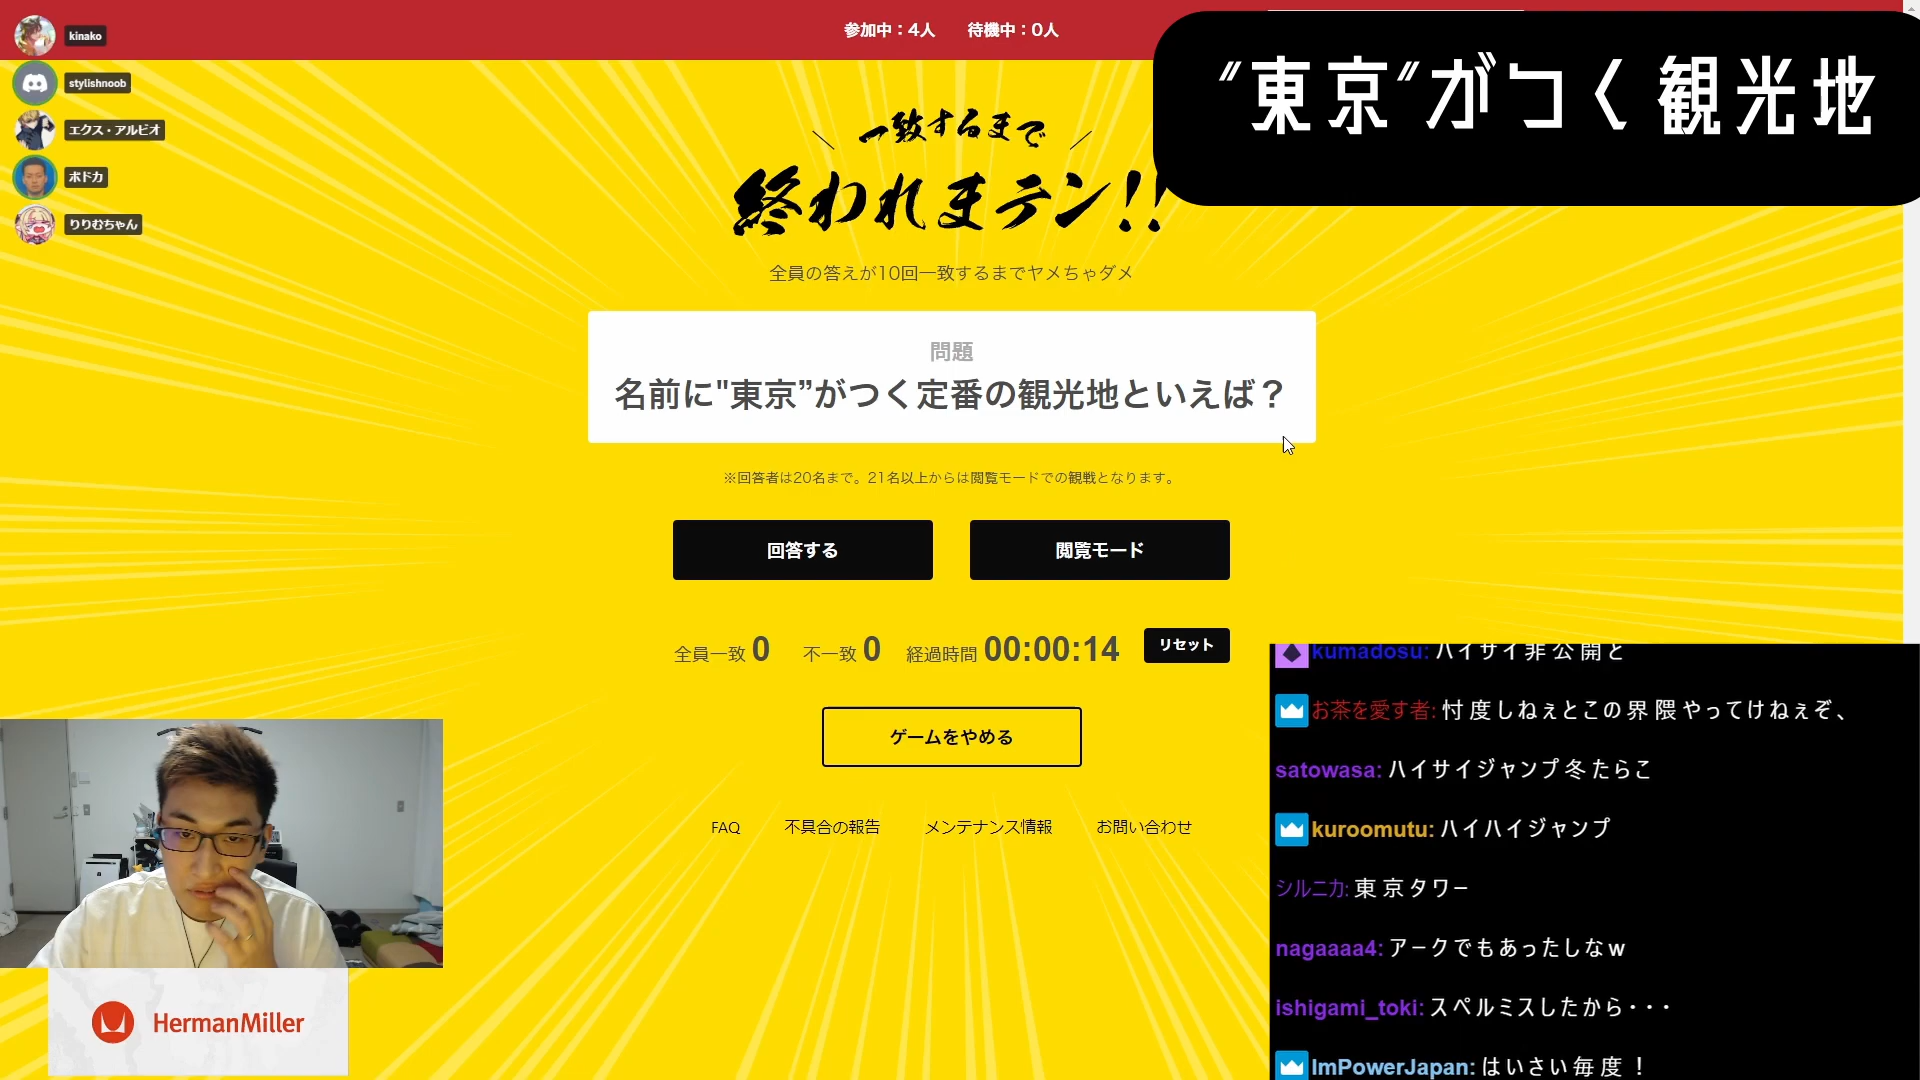 kinako
stylishnoob
エクス・アルビオ
ボドカ
りりむちゃん
参加中：4人 待機中：0人
"東京"がつく観光地
一致するまで
終われまテン!!
全員の答えが10回一致するまでヤメちゃダメ
問題
名前に"東京”がつく定番の観光地といえば？
※回答者は20名まで。21名以上からは閲覧モードでの観戦となります。
回答する
閲覧モード
全員一致 0 不一致 0 経過時間 00:00:14 リセット
ゲームをやめる
FAQ 不具合の報告 メンテナンス情報 お問い合わせ
kumadosu: ハイサイ非公開と
お茶を愛す者: 忖度しねぇとこの界隈やってけねぇぞ、
satowasa: ハイサイジャンプ冬たらこ
kuroomutu: ハイハイジャンプ
シルニカ: 東京タワー
nagaaaa4: アークでもあったしなw
ishigami_toki: スペルミスしたから・・・
ImPowerJapan: はいさい毎度！
HermanMiller